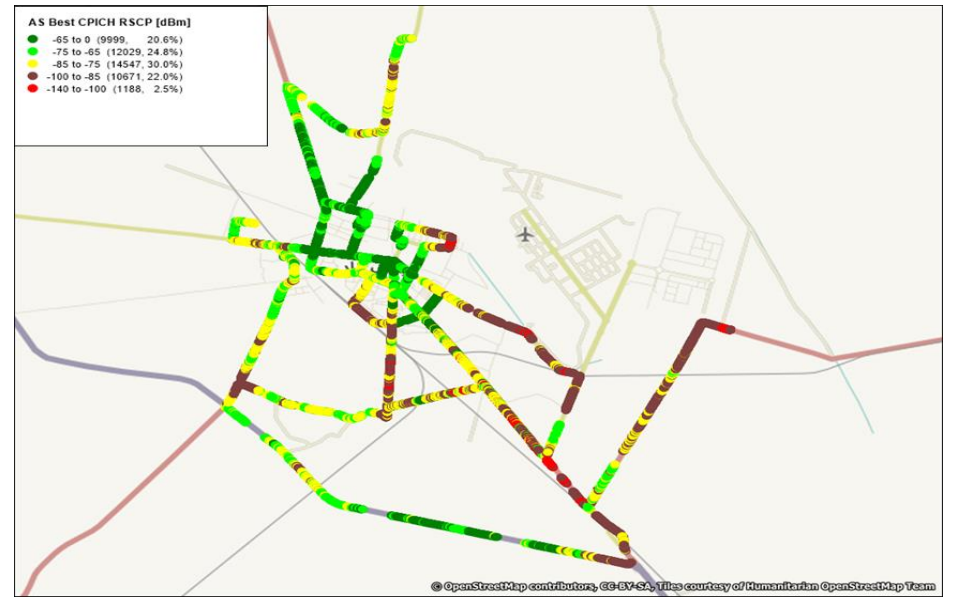 AS Best CPICH RSCP [dBm]
-65 to 0 (9999, 20.6%)
-75 to -65 (12029, 24.8%)
-85 to -75 (14547, 30.0%)
-100 to -85 (10671, 22.0%)
-140 to -100 (1188, 2.5%)
© OpenStreetMap contributors, CC-BY-SA, Tiles courtesy of Humanitarian OpenStreetMap Team